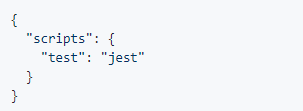 {
  "scripts": {
    "test": "jest"
  }
}